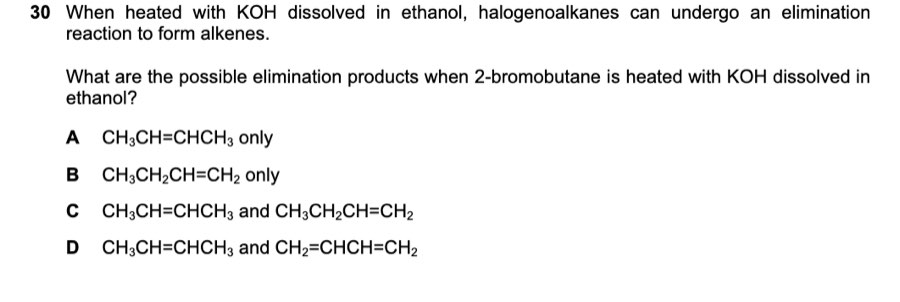 30 When heated with KOH dissolved in ethanol, halogenoalkanes can undergo an elimination
reaction to form alkenes.
What are the possible elimination products when 2-bromobutane is heated with KOH dissolved in
ethanol?
A CH₃CH=CHCH₃ only
B CH₃CH₂CH=CH₂ only
C CH₃CH=CHCH₃ and CH₃CH₂CH=CH₂
D CH₃CH=CHCH₃ and CH₂=CHCH=CH₂